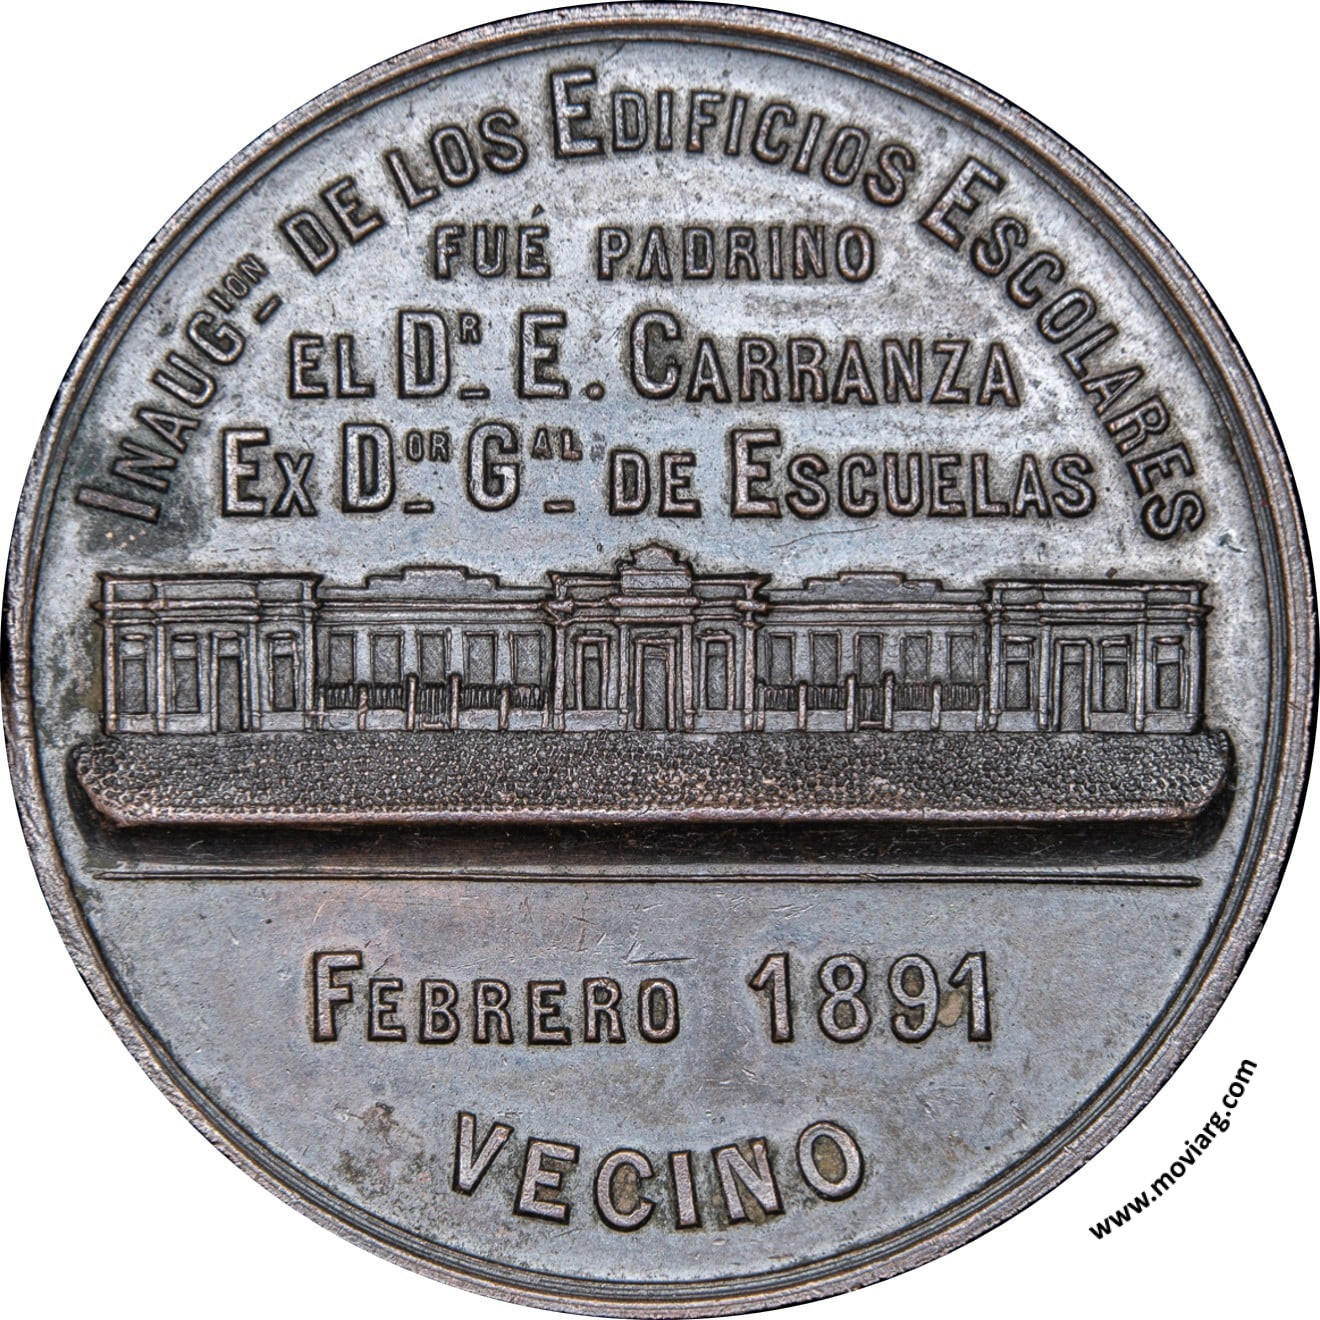 INAUGION DE LOS EDIFICIOS ESCOLARES
FUÉ PADRINO
EL DR E. CARRANZA
EX DOR GAL DE ESCUELAS
FEBRERO 1891
VECINO
www.moviarg.com